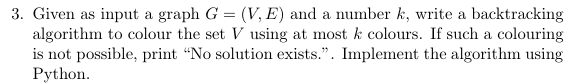 3. Given as input a graph G = (V, E) and a number k, write a backtracking
algorithm to colour the set V using at most k colours. If such a colouring
is not possible, print “No solution exists.”. Implement the algorithm using
Python.